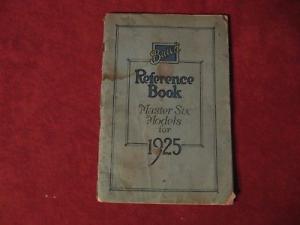 Buick
Reference
Book
Master Six
Models
for
1925